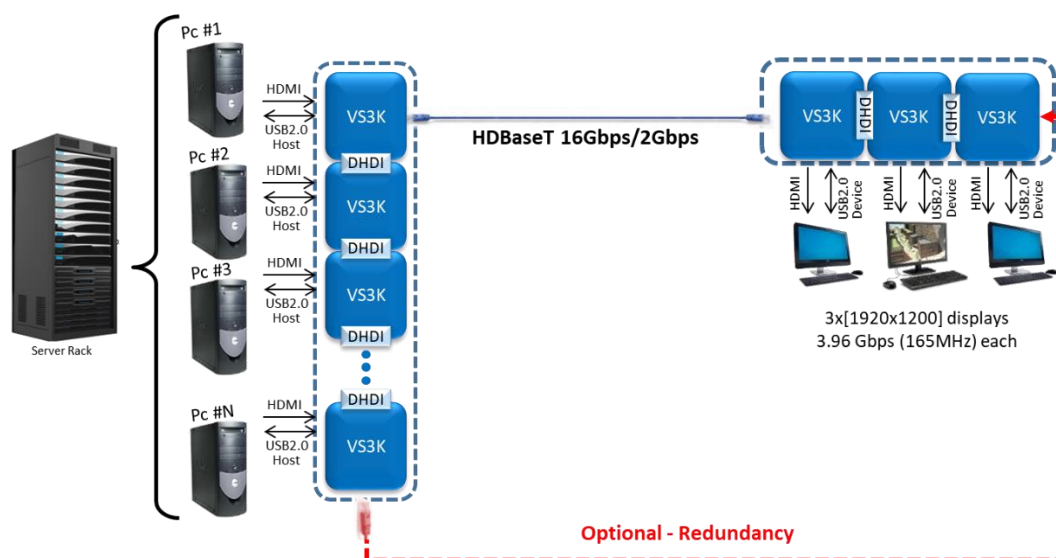 Pc #1
HDMI
USB2.0
Host
VS3K
DHDI
Pc #2
HDMI
USB2.0
Host
VS3K
DHDI
Pc #3
HDMI
USB2.0
Host
VS3K
DHDI
DHDI
Pc #N
HDMI
USB2.0
Host
VS3K
Server Rack
HDBaseT 16Gbps/2Gbps
VS3K
DHDI
VS3K
DHDI
VS3K
HDMI
USB2.0
Device
HDMI
USB2.0
Device
HDMI
USB2.0
Device
3x[1920x1200] displays
3.96 Gbps (165MHz) each
Optional - Redundancy